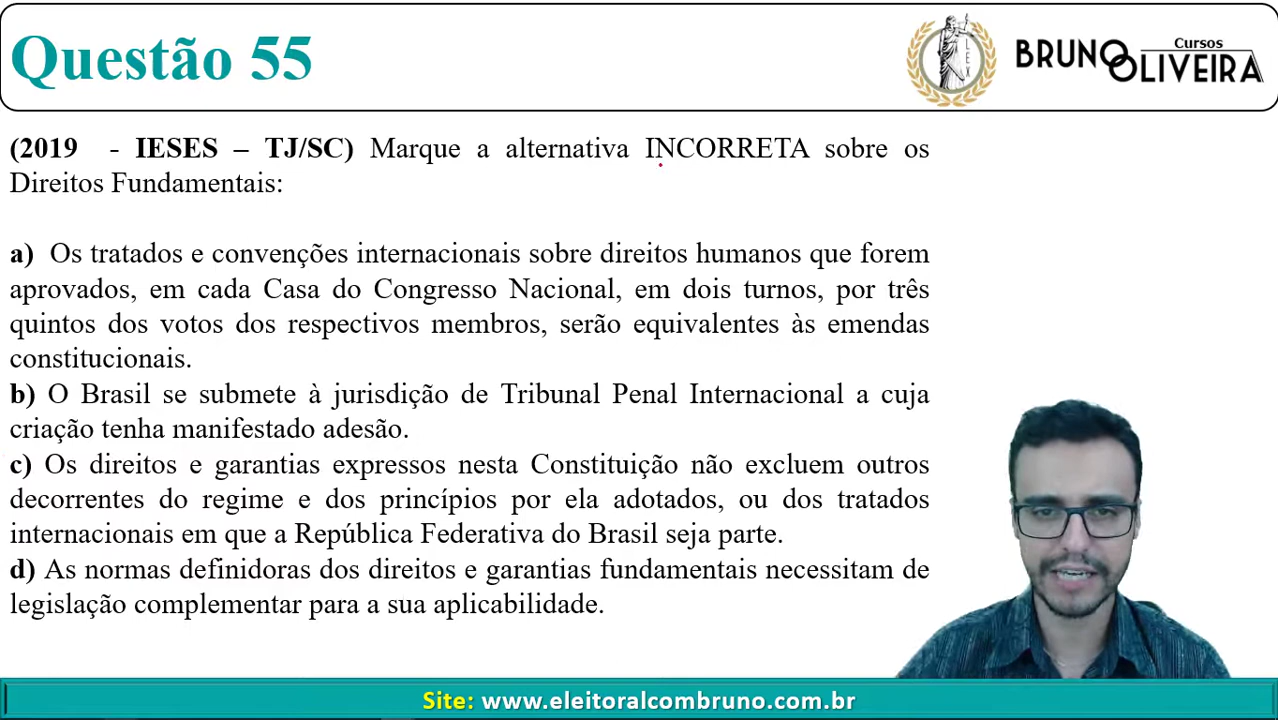 Questão 55
Cursos
BRUNO
OLIVEIRA
LEX
(2019 - IESES – TJ/SC) Marque a alternativa INCORRETA sobre os
Direitos Fundamentais:
a) Os tratados e convenções internacionais sobre direitos humanos que forem
aprovados, em cada Casa do Congresso Nacional, em dois turnos, por três
quintos dos votos dos respectivos membros, serão equivalentes às emendas
constitucionais.
b) O Brasil se submete à jurisdição de Tribunal Penal Internacional a cuja
criação tenha manifestado adesão.
c) Os direitos e garantias expressos nesta Constituição não excluem outros
decorrentes do regime e dos princípios por ela adotados, ou dos tratados
internacionais em que a República Federativa do Brasil seja parte.
d) As normas definidoras dos direitos e garantias fundamentais necessitam de
legislação complementar para a sua aplicabilidade.
Site: www.eleitoralcombruno.com.br